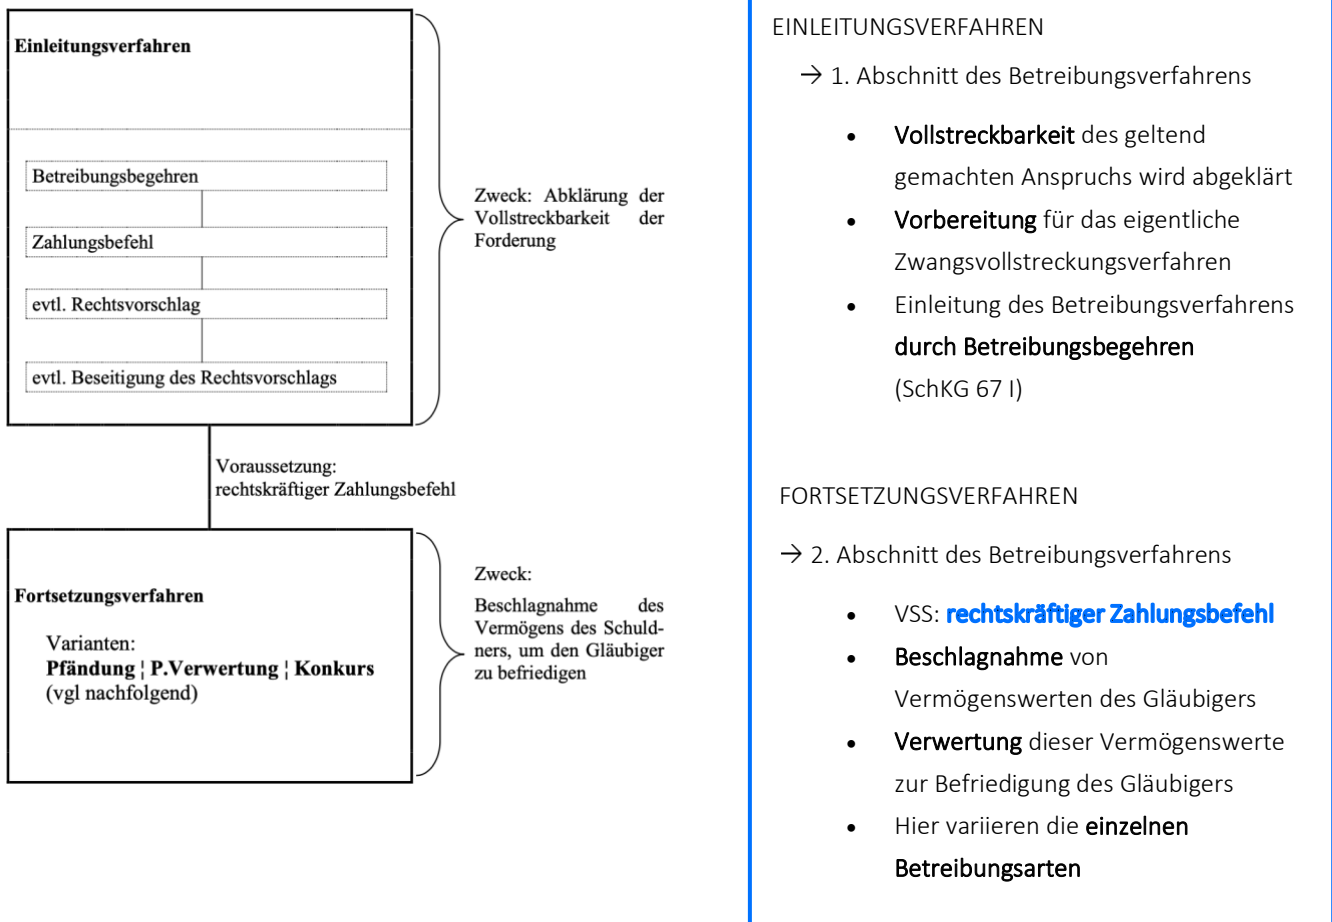 Einleitungsverfahren
Betreibungsbegehren
Zahlungsbefehl
evtl. Rechtsvorschlag
evtl. Beseitigung des Rechtsvorschlags
Zweck: Abklärung der
Vollstreckbarkeit der
Forderung
Voraussetzung:
rechtskräftiger Zahlungsbefehl
Fortsetzungsverfahren
Varianten:
Pfändung ¦ P.Verwertung ¦ Konkurs
(vgl nachfolgend)
Zweck:
Beschlagnahme des
Vermögens des Schuld-
ners, um den Gläubiger
zu befriedigen
EINLEITUNGSVERFAHREN
→ 1. Abschnitt des Betreibungsverfahrens
• Vollstreckbarkeit des geltend
gemachten Anspruchs wird abgeklärt
• Vorbereitung für das eigentliche
Zwangsvollstreckungsverfahren
• Einleitung des Betreibungsverfahrens
durch Betreibungsbegehren
(SchKG 67 I)
FORTSETZUNGSVERFAHREN
→ 2. Abschnitt des Betreibungsverfahrens
• VSS: rechtskräftiger Zahlungsbefehl
• Beschlagnahme von
Vermögenswerten des Gläubigers
• Verwertung dieser Vermögenswerte
zur Befriedigung des Gläubigers
• Hier variieren die einzelnen
Betreibungsarten